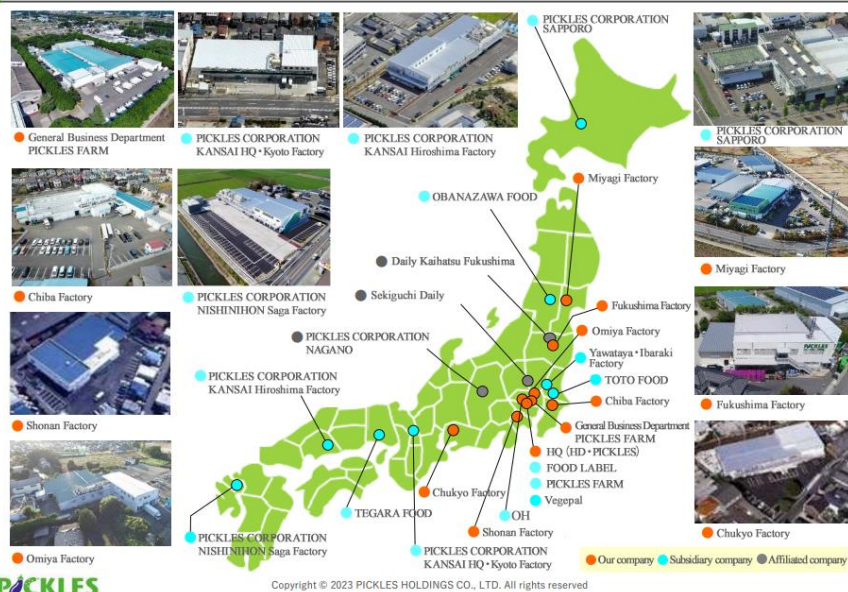 General Business Department
PICKLES FARM
PICKLES CORPORATION
KANSAI HQ・Kyoto Factory
PICKLES CORPORATION
KANSAI Hiroshima Factory
PICKLES CORPORATION
SAPPORO
PICKLES CORPORATION
SAPPORO
Chiba Factory
PICKLES CORPORATION
NISHINIHON Saga Factory
OBANAZAWA FOOD
Miyagi Factory
Miyagi Factory
Daily Kaihatsu Fukushima
Sekiguchi Daily
Fukushima Factory
PICKLES CORPORATION
NAGANO
Omiya Factory
Yawataya・Ibaraki
Factory
PICKLES CORPORATION
KANSAI Hiroshima Factory
TOTO FOOD
Chiba Factory
PICKLES
Fukushima Factory
Shonan Factory
General Business Department
PICKLES FARM
HQ (HD・PICKLES)
FOOD LABEL
PICKLES FARM
Vegepal
Chukyo Factory
TEGARA FOOD
OH
Shonan Factory
PICKLES CORPORATION
NISHINIHON Saga Factory
PICKLES CORPORATION
KANSAI HQ・Kyoto Factory
Omiya Factory
Chukyo Factory
Our company
Subsidiary company
Affiliated company
PICKLES
Copyright © 2023 PICKLES HOLDINGS CO., LTD. All rights reserved